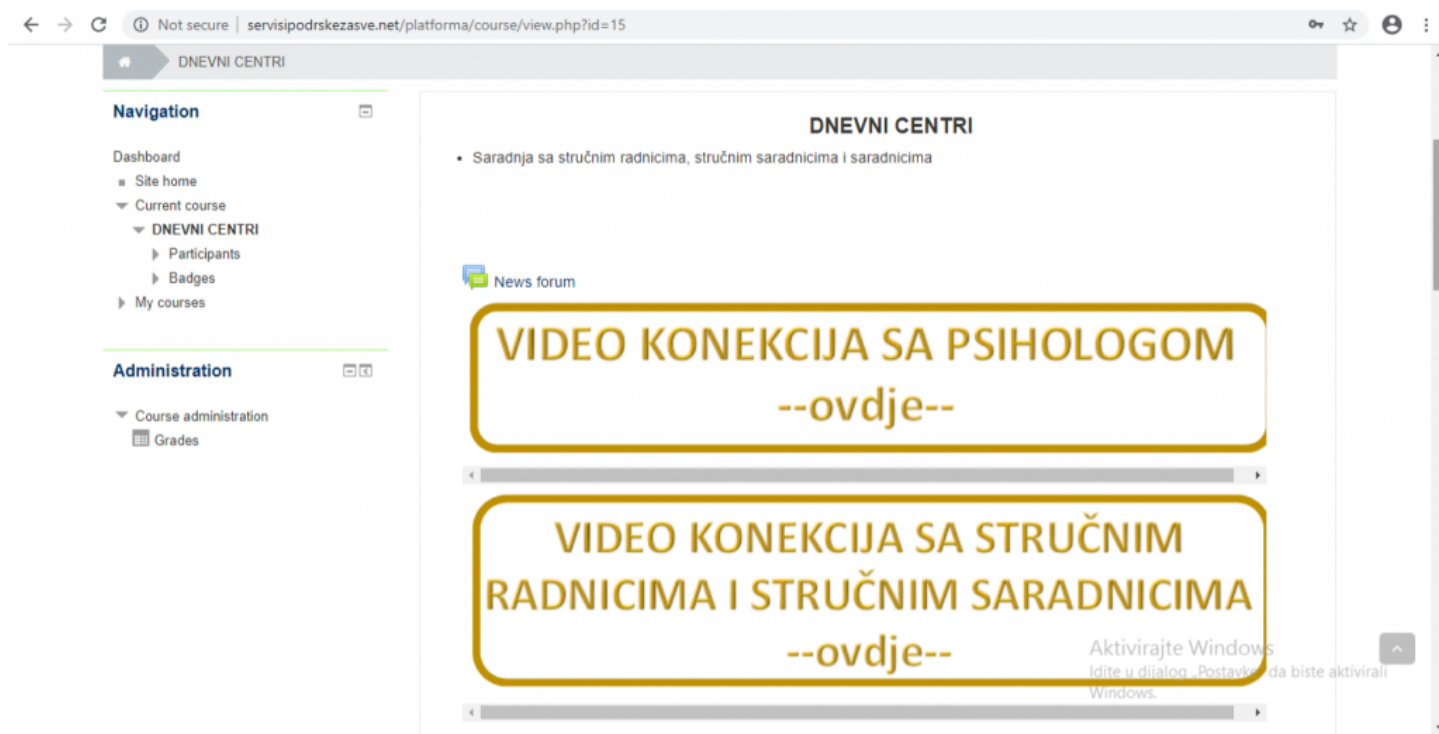 Not secure | servisipodrskezasve.net/platforma/course/view.php?id=15
DNEVNI CENTRI
Navigation
Dashboard
Site home
Current course
DNEVNI CENTRI
Participants
Badges
My courses
Administration
Course administration
Grades
DNEVNI CENTRI
Saradnja sa stručnim radnicima, stručnim saradnicima i saradnicima
News forum
VIDEO KONEKCIJA SA PSIHOLOGOM
--ovdje--
VIDEO KONEKCIJA SA STRUČNIM
RADNICIMA I STRUČNIM SARADNICIMA
--ovdje--
Aktivirajte Windows
Idite u dijalog „Postavke“ da biste aktivirali
Windows.